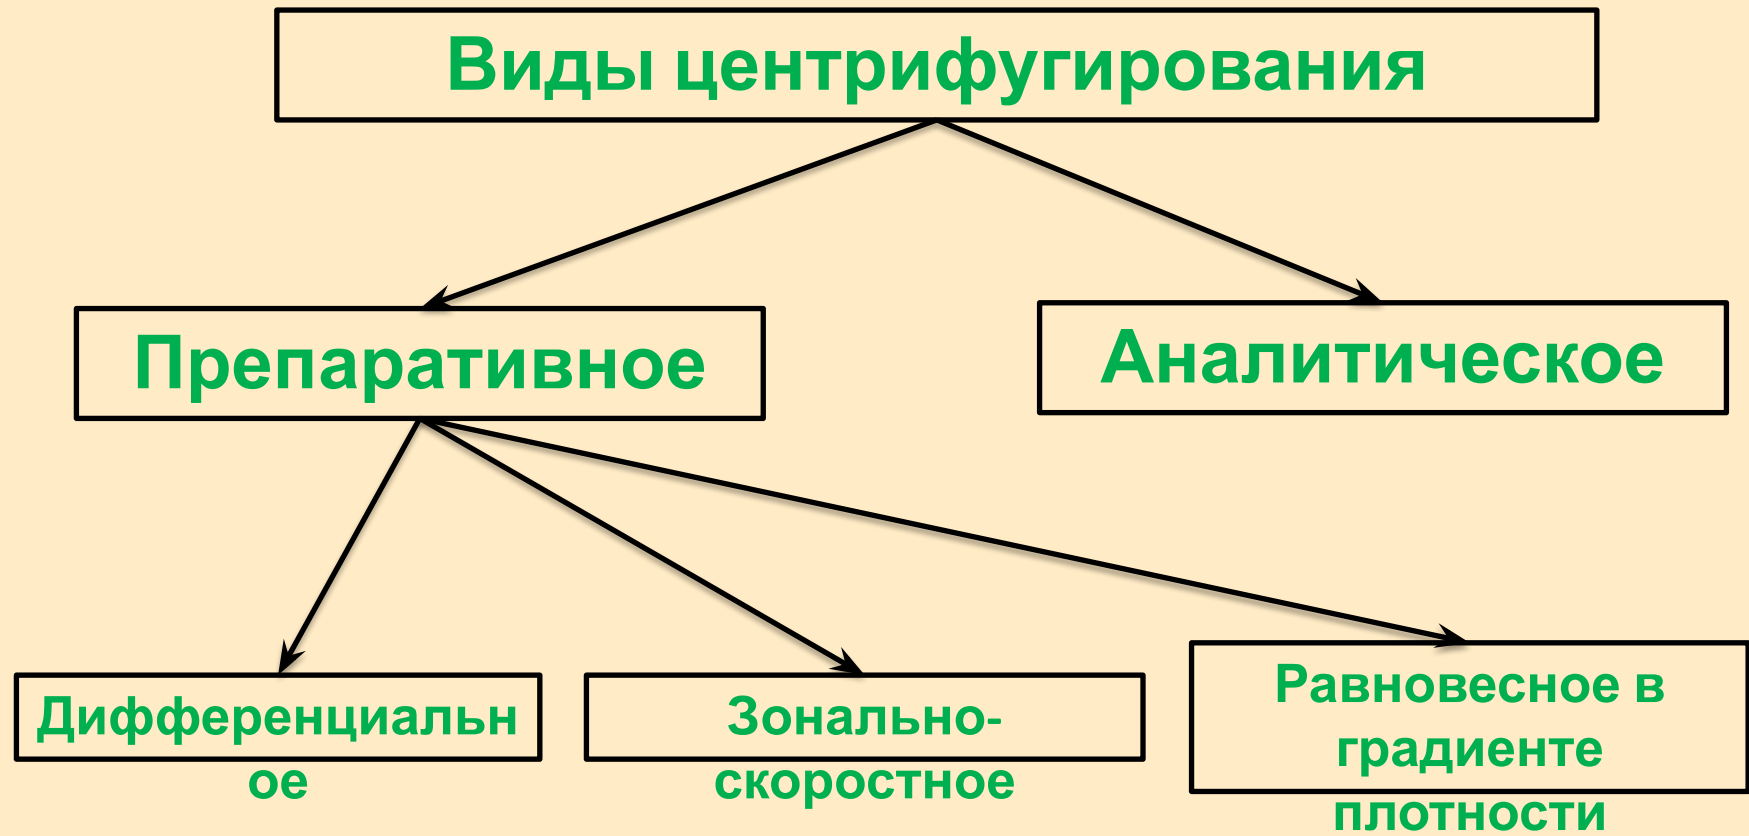 Виды центрифугирования
Препаративное
Аналитическое
Дифференциальн
ое
Зонально-
скоростное
Равновесное в
градиенте
плотности